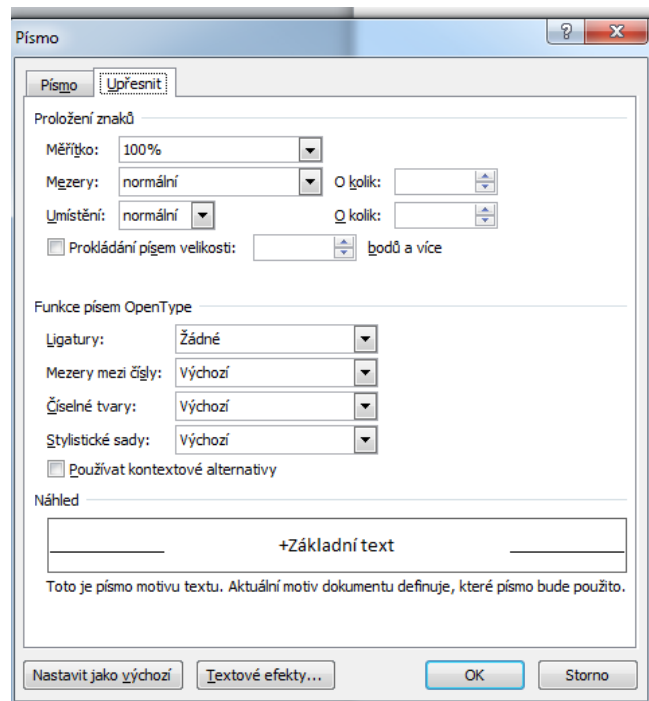 Písmo
Písmo Upřesnit
Proložení znaků
Měřítko: 100%
Mezery: normální O kolik:
Umístění: normální O kolik:
Prokládání písem velikosti: bodů a více
Funkce písem OpenType
Ligatury: Žádné
Mezery mezi čísly: Výchozí
Číselné tvary: Výchozí
Stylistické sady: Výchozí
Používat kontextové alternativy
Náhled
+Základní text
Toto je písmo motivu textu. Aktuální motiv dokumentu definuje, které písmo bude použito.
Nastavit jako výchozí Textové efekty... OK Storno